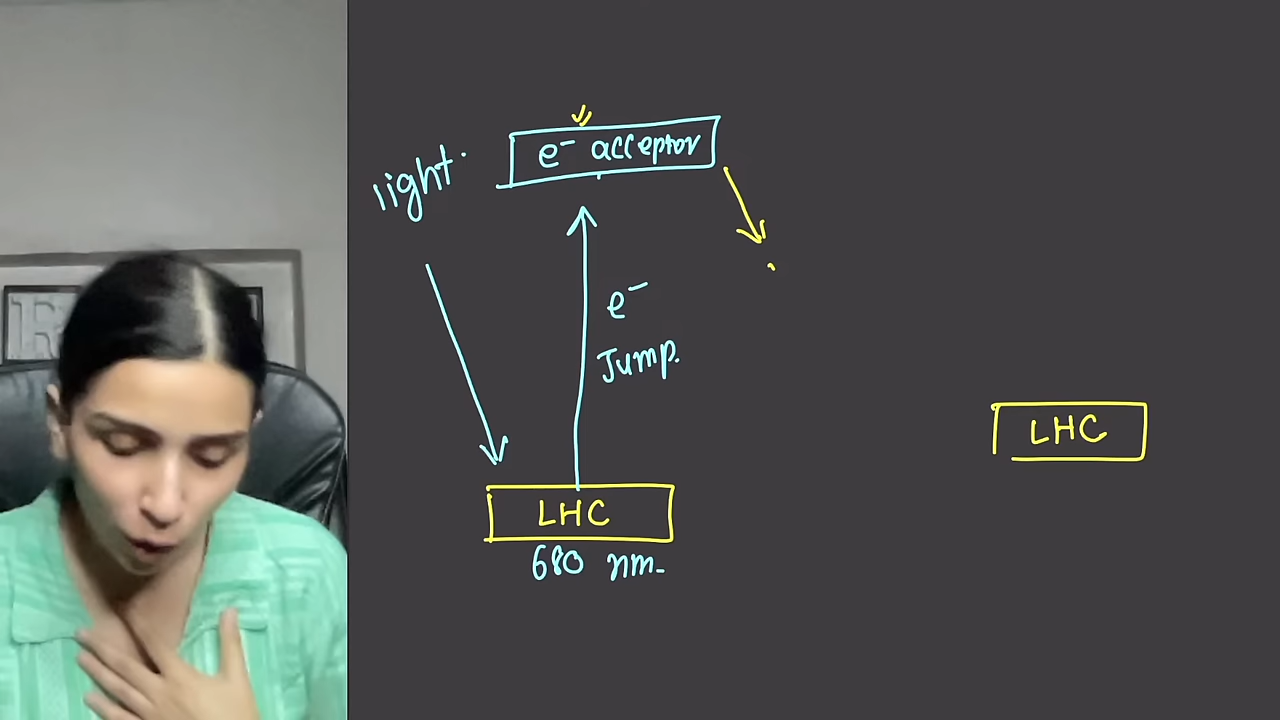 e⁻ acceptor
light
e⁻
Jump.
LHC
LHC
680 nm